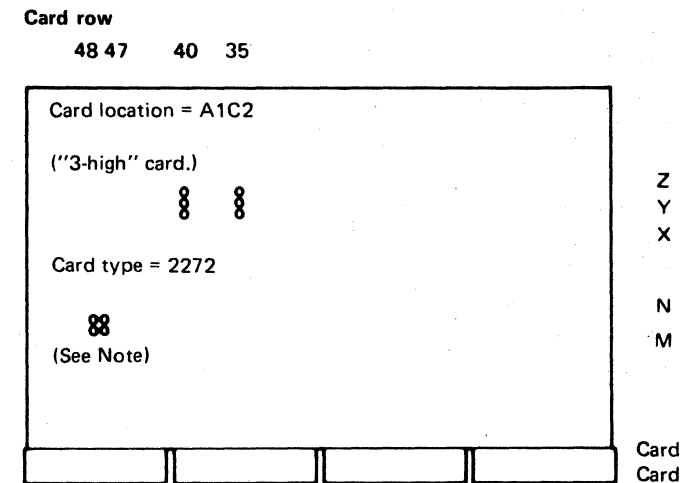 Card row
48 47 40 35
Card location = A1C2
(“3-high” card.)
Z
Y
X
Card type = 2272
N
M
(See Note)
Card
Card